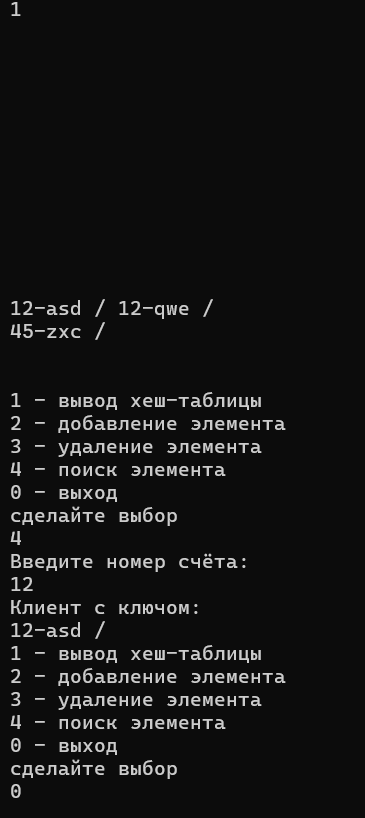 1
12-asd / 12-qwe /
45-zxc /
1 - вывод хеш-таблицы
2 - добавление элемента
3 - удаление элемента
4 - поиск элемента
0 - выход
сделайте выбор
4
Введите номер счёта:
12
Клиент с ключом:
12-asd /
1 - вывод хеш-таблицы
2 - добавление элемента
3 - удаление элемента
4 - поиск элемента
0 - выход
сделайте выбор
0